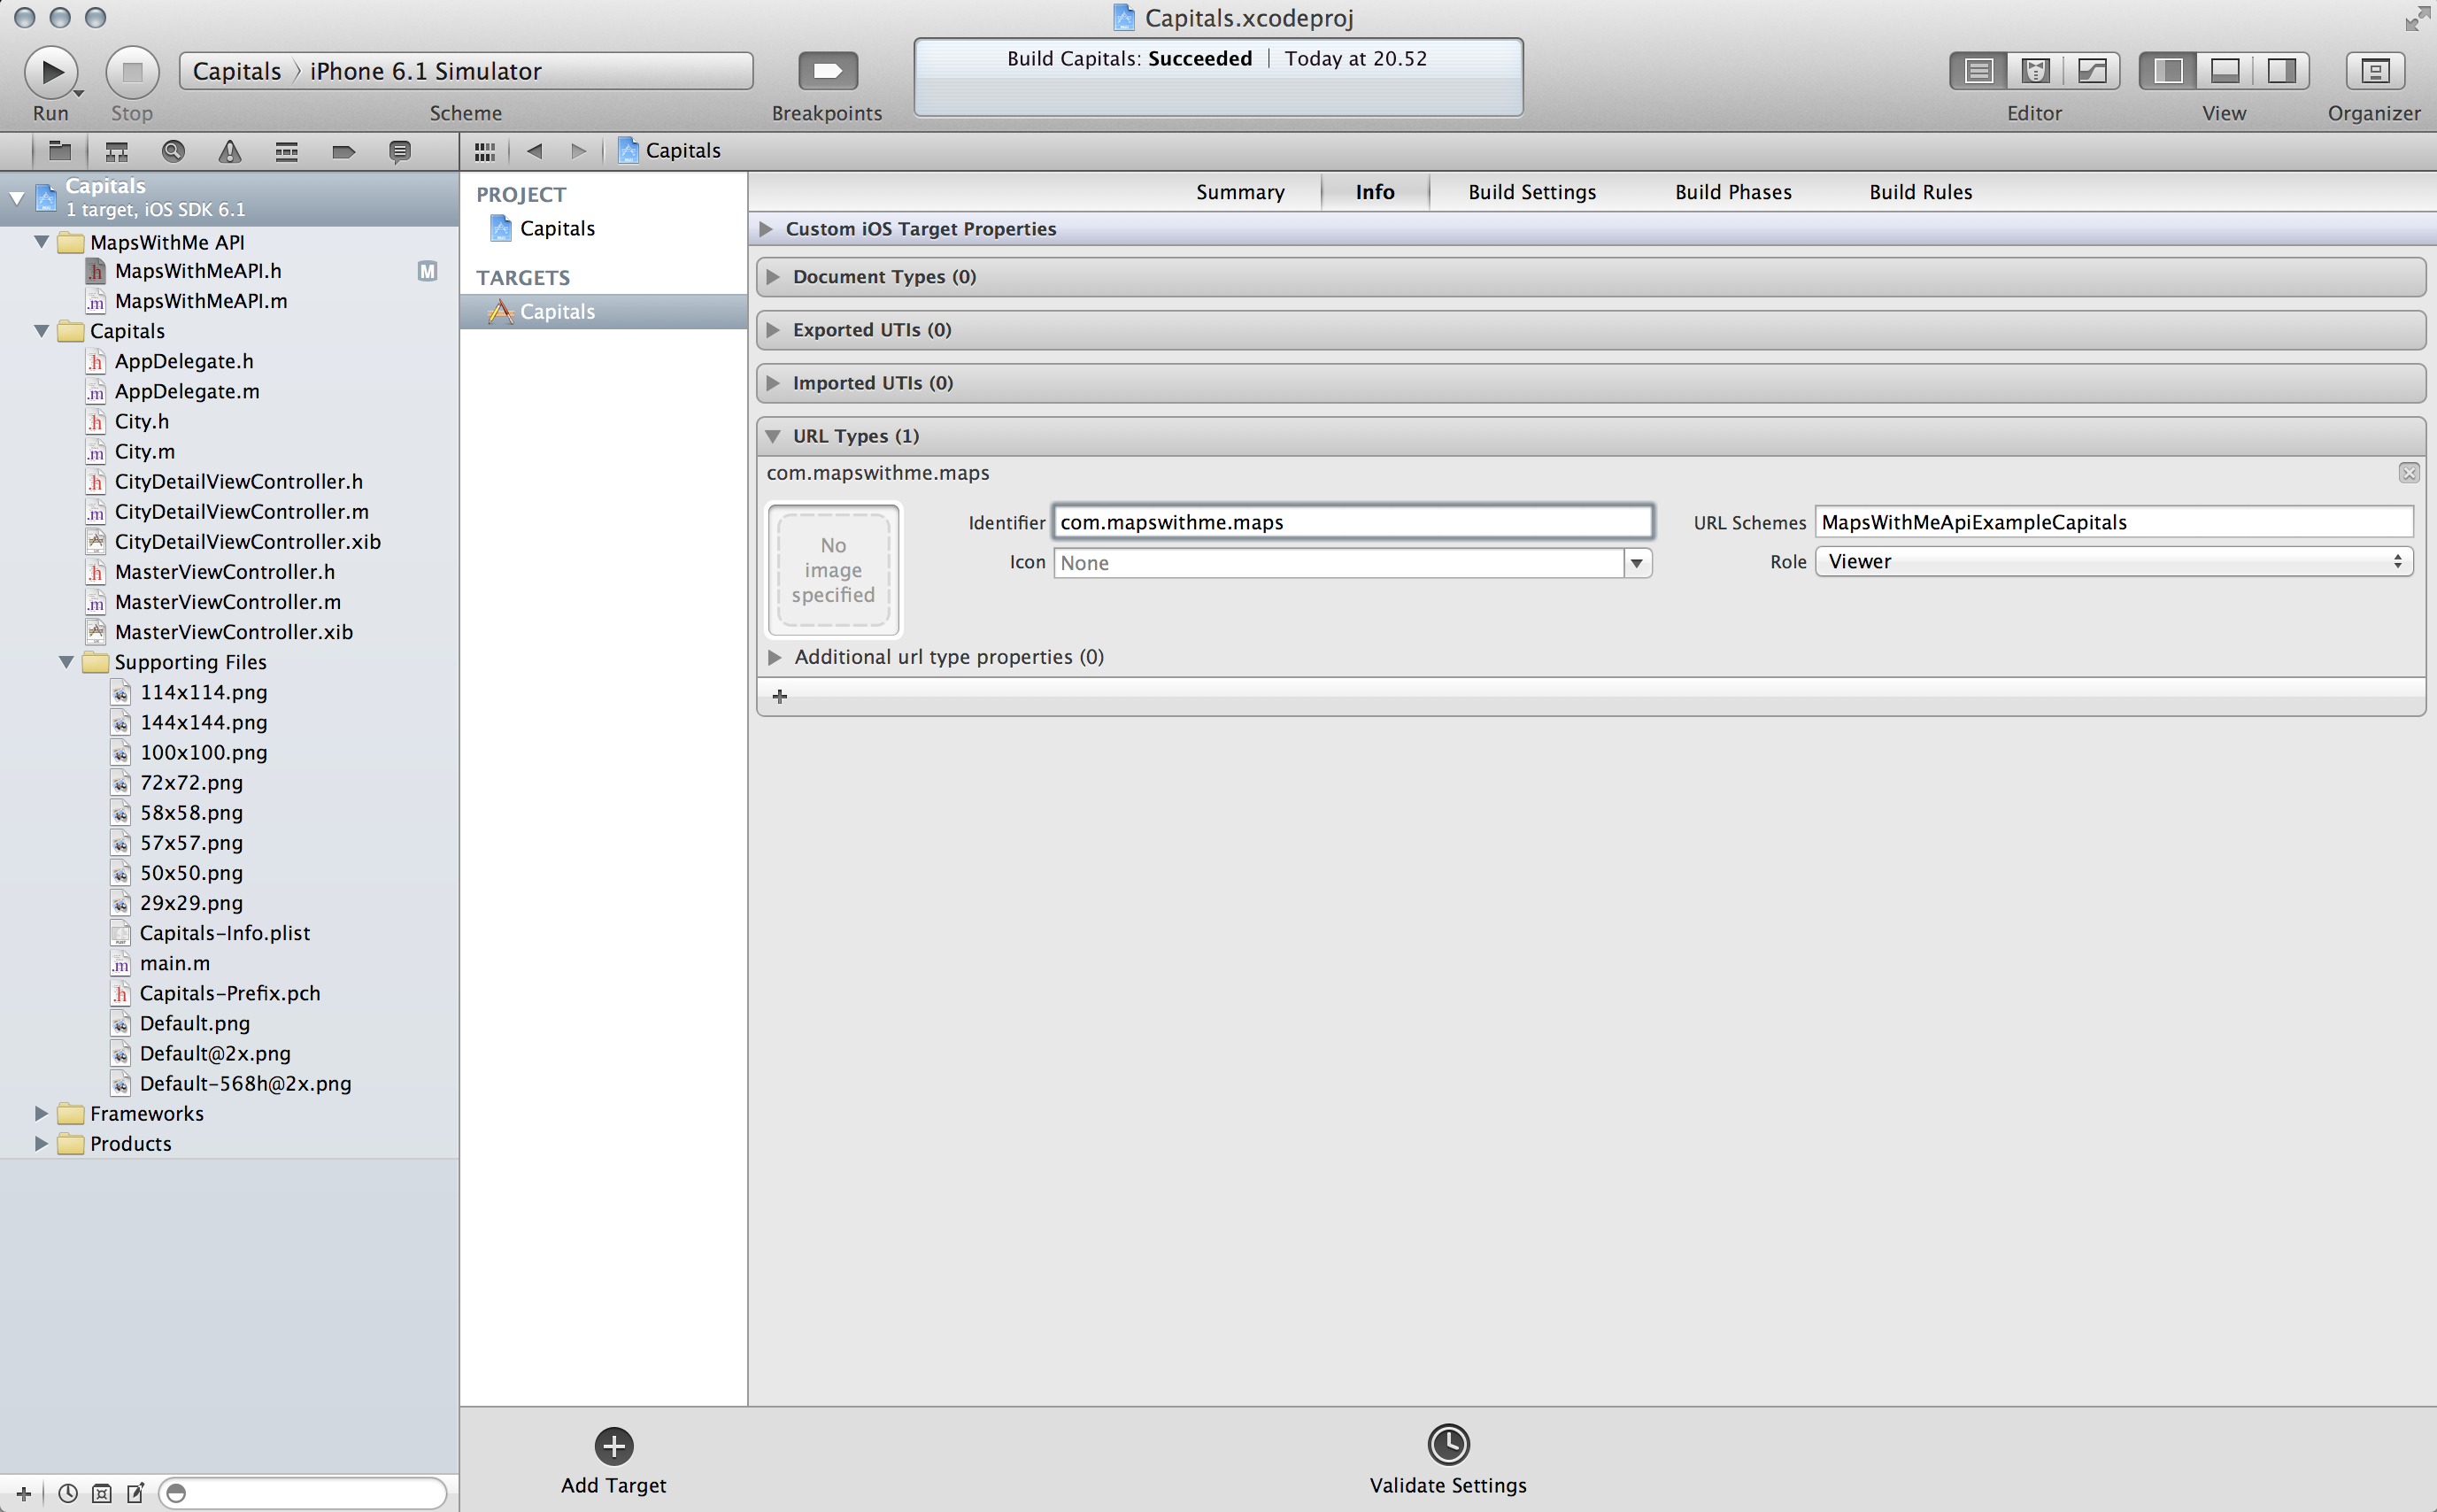 Capitals.xcodeproj
Run
Stop
Capitals 〉 iPhone 6.1 Simulator
Scheme
Breakpoints
Build Capitals: Succeeded | Today at 20.52
Editor
View
Organizer
Capitals
Capitals
1 target, iOS SDK 6.1
MapsWithMe API
MapsWithMeAPI.h
M
MapsWithMeAPI.m
Capitals
AppDelegate.h
AppDelegate.m
City.h
City.m
CityDetailViewController.h
CityDetailViewController.m
CityDetailViewController.xib
MasterViewController.h
MasterViewController.m
MasterViewController.xib
Supporting Files
114x114.png
144x144.png
100x100.png
72x72.png
58x58.png
57x57.png
50x50.png
29x29.png
Capitals-Info.plist
main.m
Capitals-Prefix.pch
Default.png
Default@2x.png
Default-568h@2x.png
Frameworks
Products
PROJECT
Capitals
TARGETS
Capitals
Summary
Info
Build Settings
Build Phases
Build Rules
Custom iOS Target Properties
Document Types (0)
Exported UTIs (0)
Imported UTIs (0)
URL Types (1)
com.mapswithme.maps
No
image
specified
Identifier com.mapswithme.maps
URL Schemes MapsWithMeApiExampleCapitals
Icon None
Role Viewer
Additional url type properties (0)
Add Target
Validate Settings